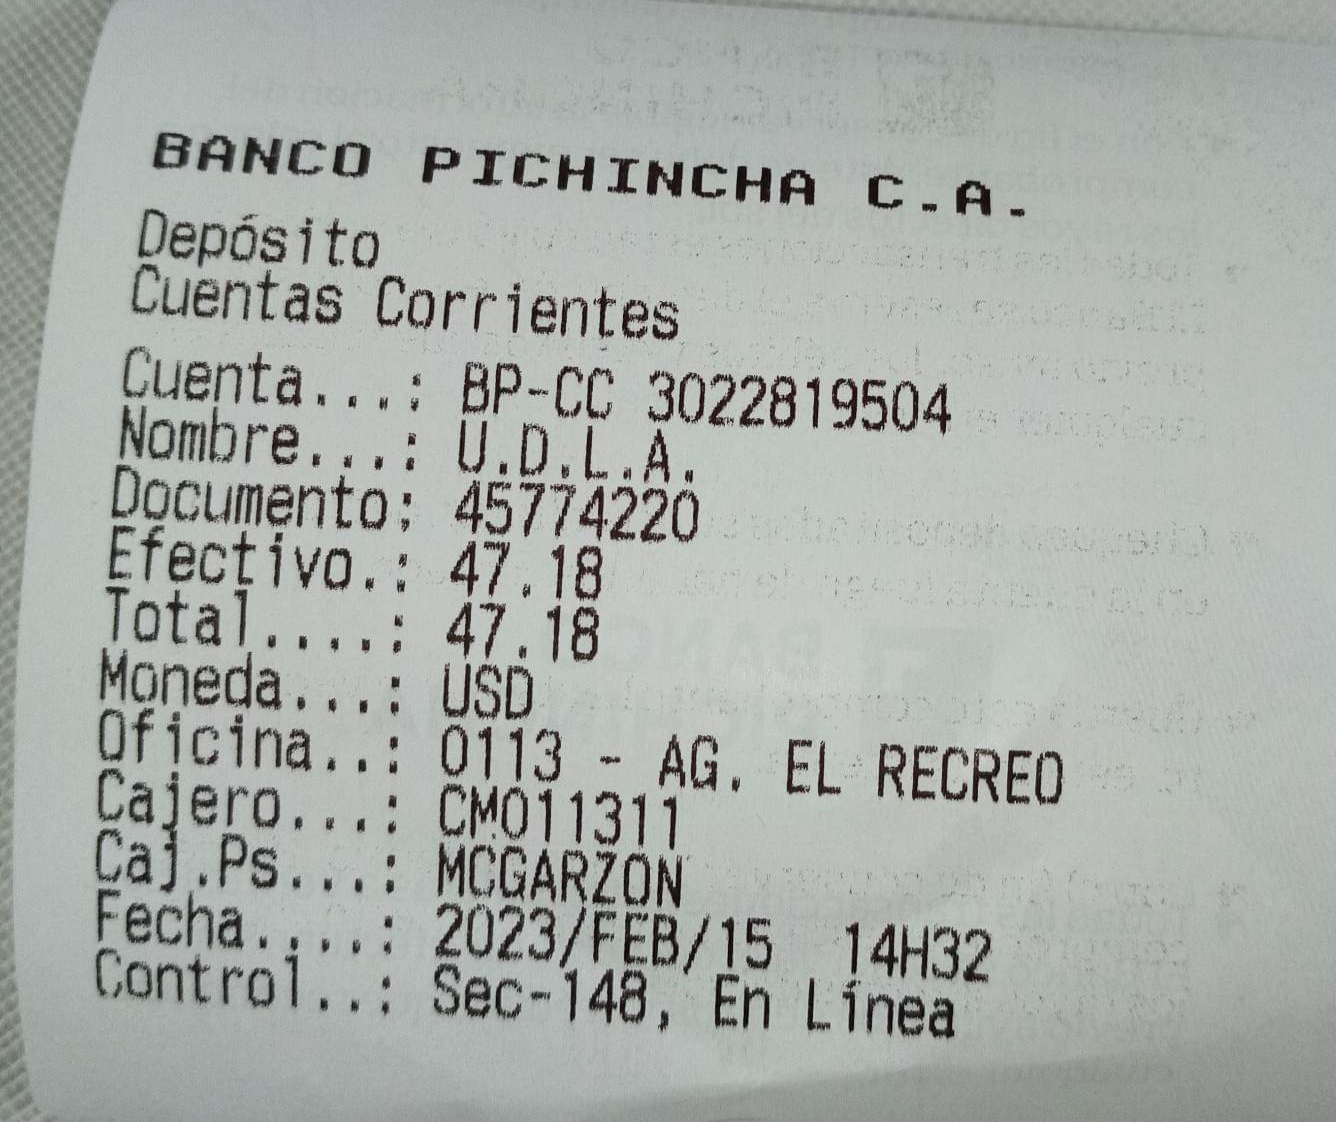 BANCO PICHINCHA C.A.
Depósito
Cuentas Corrientes
Cuenta...: BP-CC 3022819504
Nombre...: U.D.L.A.
Documento: 45774220
Efectivo.: 47.18
Total....: 47.18
Moneda...: USD
Oficina..: 0113 - AG. EL RECREO
Cajero...: CM011311
Caj.Ps...: MCGARZON
Fecha....: 2023/FEB/15 14H32
Control..: Sec-148, En Línea